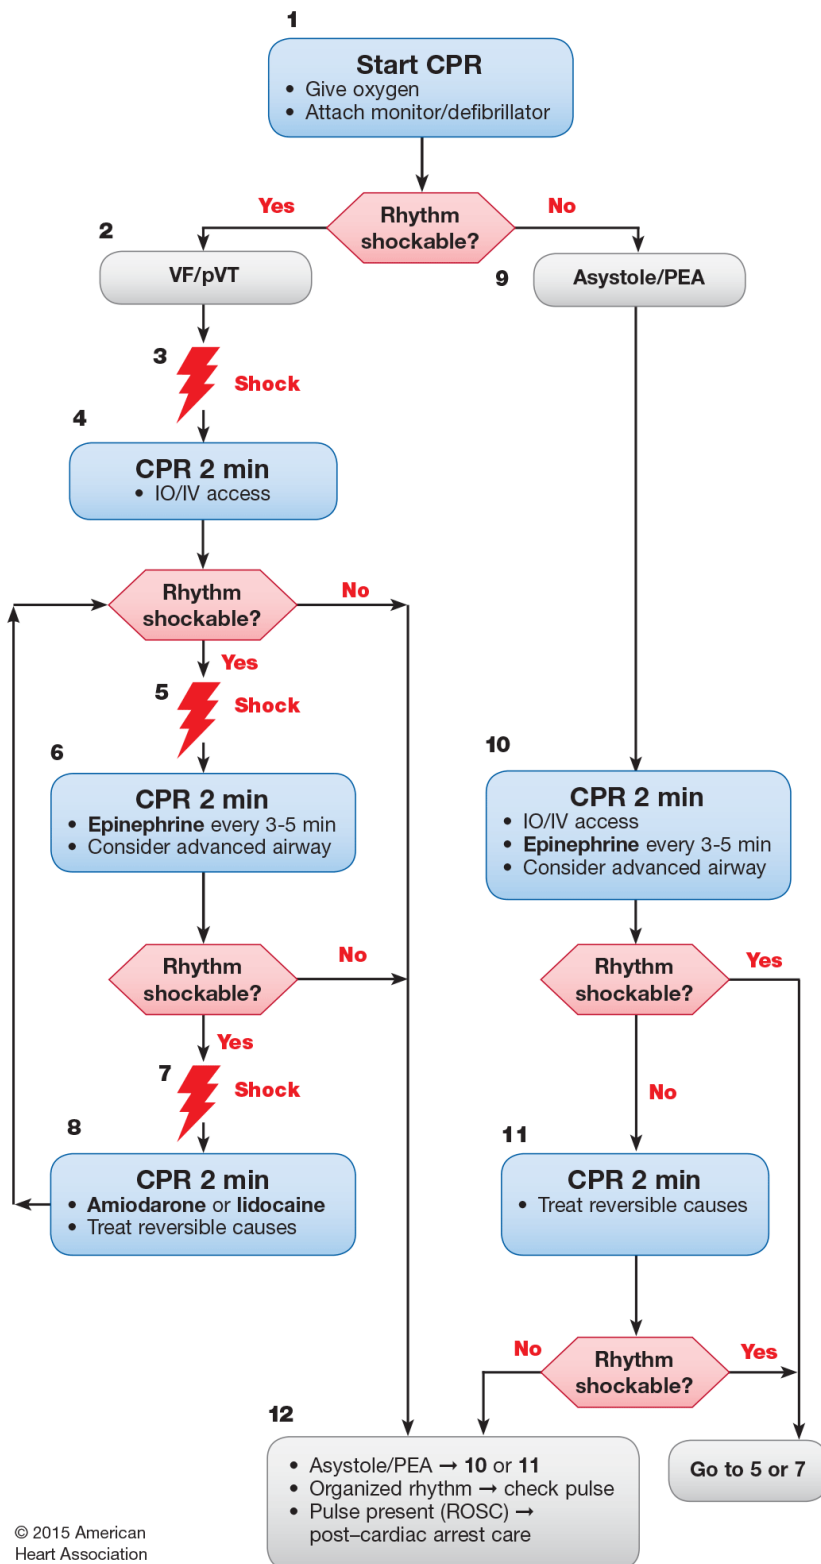 1
Start CPR
• Give oxygen
• Attach monitor/defibrillator
Yes
Rhythm
shockable?
No
2
VF/pVT
9
Asystole/PEA
3
Shock
4
CPR 2 min
• IO/IV access
Rhythm
shockable?
No
Yes
5
Shock
6
CPR 2 min
• Epinephrine every 3-5 min
• Consider advanced airway
10
CPR 2 min
• IO/IV access
• Epinephrine every 3-5 min
• Consider advanced airway
Rhythm
shockable?
No
Rhythm
shockable?
Yes
Yes
7
Shock
No
8
CPR 2 min
• Amiodarone or lidocaine
• Treat reversible causes
11
CPR 2 min
• Treat reversible causes
No
Rhythm
shockable?
Yes
12
• Asystole/PEA → 10 or 11
• Organized rhythm → check pulse
• Pulse present (ROSC) →
post–cardiac arrest care
Go to 5 or 7
© 2015 American
Heart Association